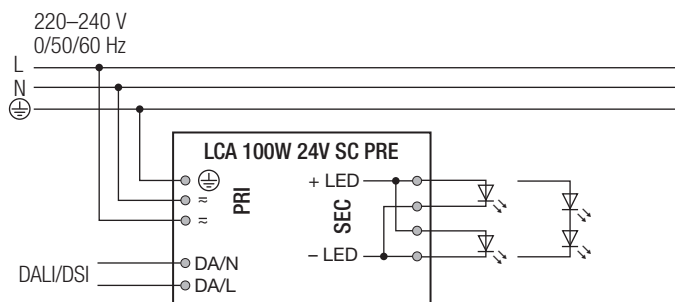 220–240 V
0/50/60 Hz
L
N
LCA 100W 24V SC PRE
PRI
≂
≂
+ LED
SEC
– LED
DALI/DSI
DA/N
DA/L